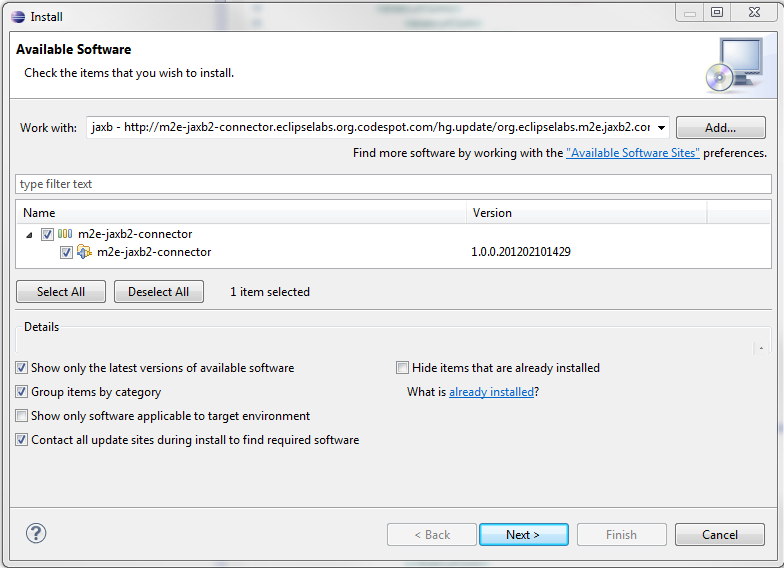 Install
Available Software
Check the items that you wish to install.
Work with: jaxb - http://m2e-jaxb2-connector.eclipselabs.org.codespot.com/hg.update/org.eclipselabs.m2e.jaxb2.cor Add...
Find more software by working with the "Available Software Sites" preferences.
type filter text
Name Version
m2e-jaxb2-connector
m2e-jaxb2-connector 1.0.0.201202101429
Select All Deselect All 1 item selected
Details
Show only the latest versions of available software Hide items that are already installed
Group items by category What is already installed?
Show only software applicable to target environment
Contact all update sites during install to find required software
? < Back Next > Finish Cancel